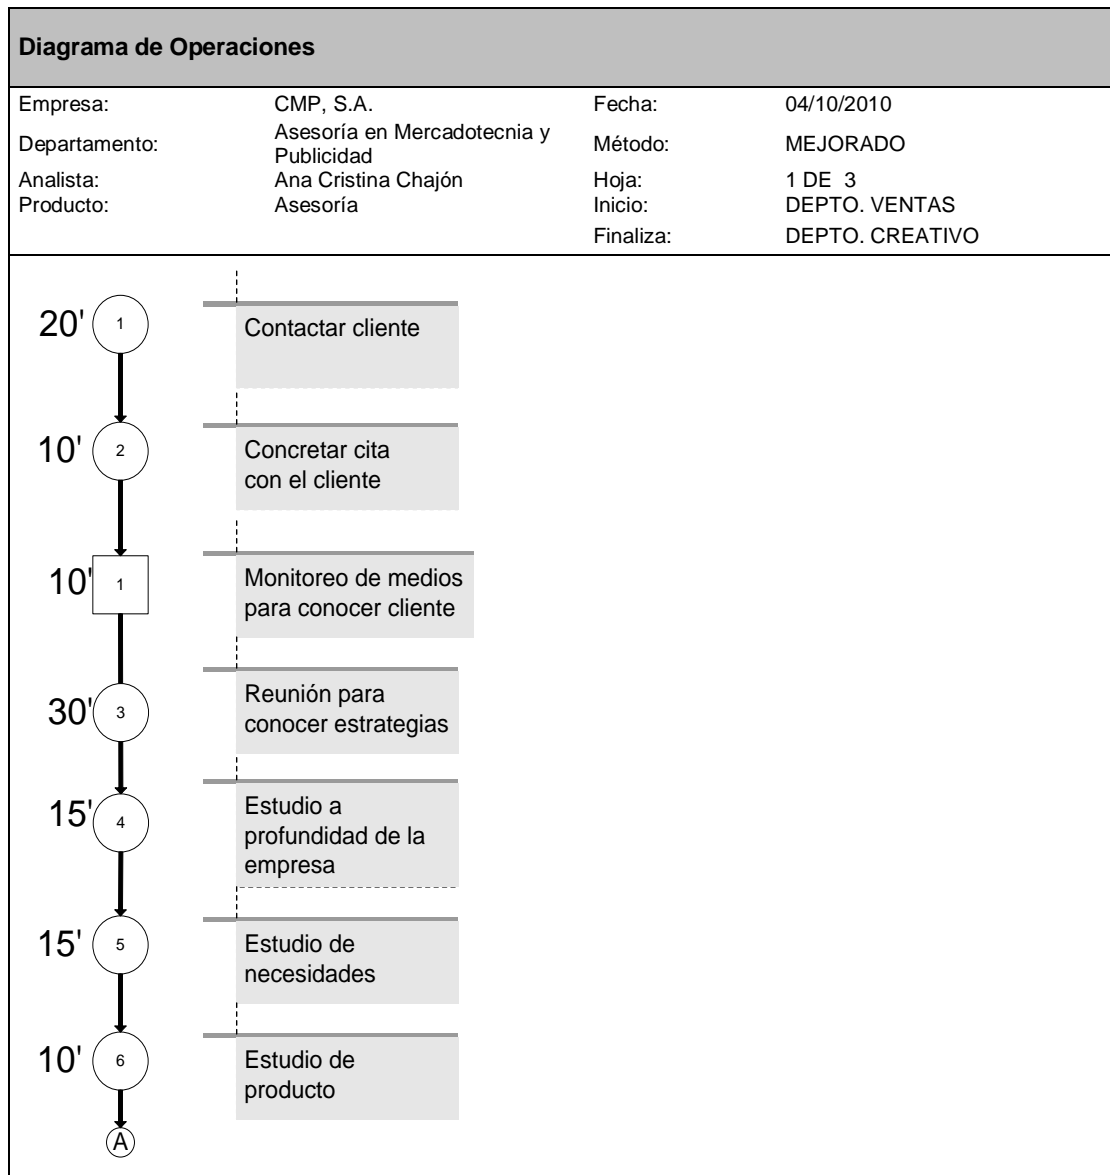 Diagrama de Operaciones
Empresa: CMP, S.A. Fecha: 04/10/2010
Departamento: Asesoría en Mercadotecnia y Publicidad Método: MEJORADO
Analista: Ana Cristina Chajón Hoja: 1 DE 3
Producto: Asesoría Inicio: DEPTO. VENTAS
Finaliza: DEPTO. CREATIVO
20' 1 Contactar cliente
10' 2 Concretar cita
con el cliente
10' 1 Monitoreo de medios
para conocer cliente
30' 3 Reunión para
conocer estrategias
15' 4 Estudio a
profundidad de la
empresa
15' 5 Estudio de
necesidades
10' 6 Estudio de
producto
A